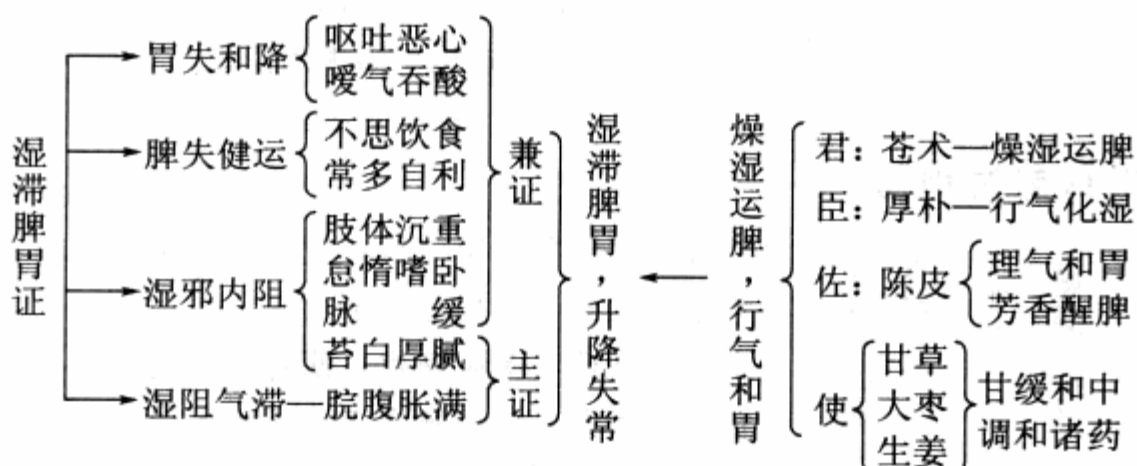 湿滞脾胃证
胃失和降
呕吐恶心
嗳气吞酸
脾失健运
不思饮食
常多自利
湿邪内阻
肢体沉重
怠惰嗜卧
脉 缓
苔白厚腻
湿阻气滞—脘腹胀满
兼证
主证
湿滞脾胃，升降失常
燥湿运脾，行气和胃
君：苍术—燥湿运脾
臣：厚朴—行气化湿
佐：陈皮
理气和胃
芳香醒脾
使
甘草
大枣
生姜
甘缓和中
调和诸药